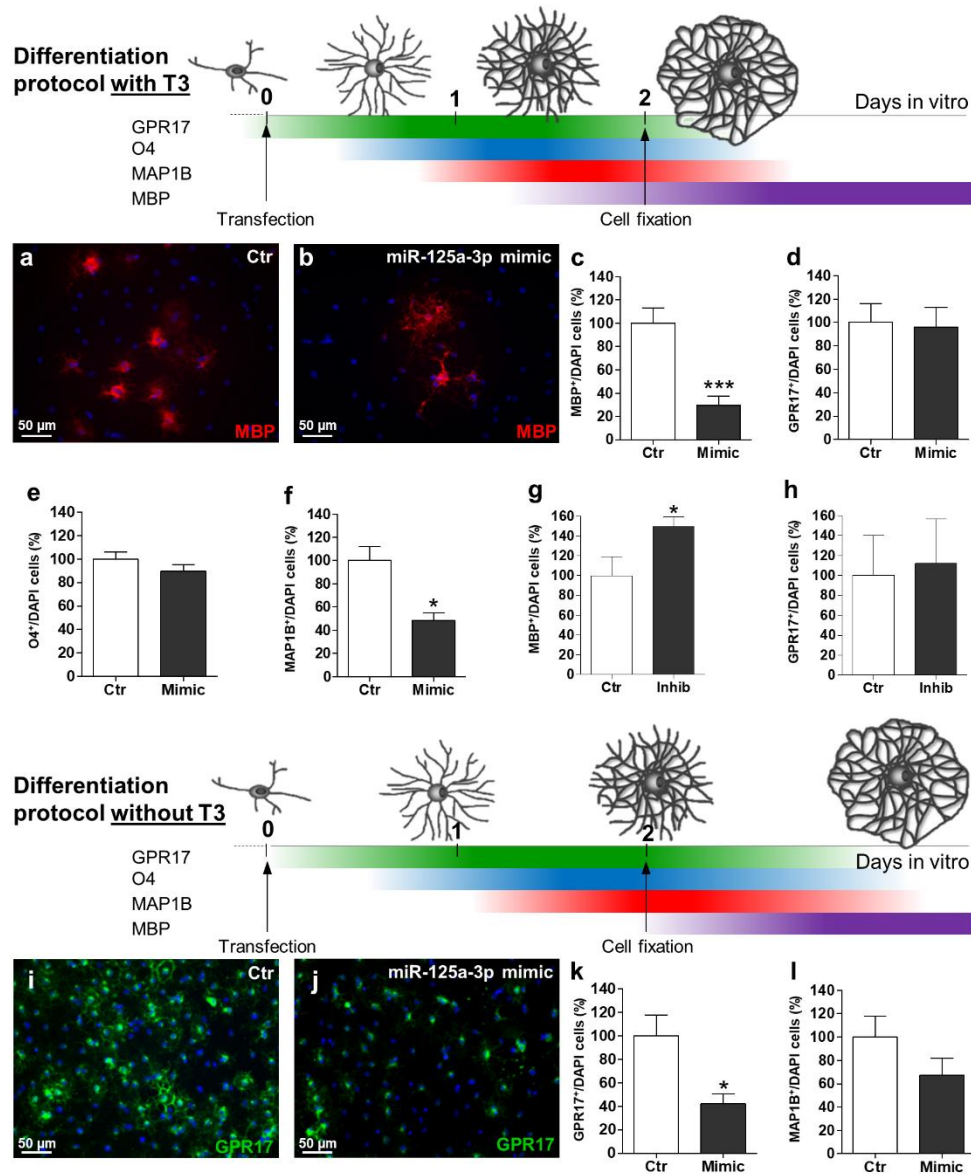 Differentiation
protocol with T3
0
1
2
Days in vitro
GPR17
O4
MAP1B
MBP
Transfection
Cell fixation
a
Ctr
50 µm
MBP
b
miR-125a-3p mimic
50 µm
MBP
c
MBP⁺/DAPI cells (%)
140
120
100
80
60
40
20
0
***
Ctr Mimic
d
GPR17⁺/DAPI cells (%)
140
120
100
80
60
40
20
0
Ctr Mimic
e
O4⁺/DAPI cells (%)
140
120
100
80
60
40
20
0
Ctr Mimic
f
MAP1B⁺/DAPI cells (%)
140
120
100
80
60
40
20
0
*
Ctr Mimic
g
MBP⁺/DAPI cells (%)
160
140
120
100
80
60
40
20
0
*
Ctr Inhib
h
GPR17⁺/DAPI cells (%)
160
140
120
100
80
60
40
20
0
Ctr Inhib
Differentiation
protocol without T3
0
1
2
Days in vitro
GPR17
O4
MAP1B
MBP
Transfection
Cell fixation
i
Ctr
50 µm
GPR17
j
miR-125a-3p mimic
50 µm
GPR17
k
GPR17⁺/DAPI cells (%)
140
120
100
80
60
40
20
0
*
Ctr Mimic
l
MAP1B⁺/DAPI cells (%)
140
120
100
80
60
40
20
0
Ctr Mimic